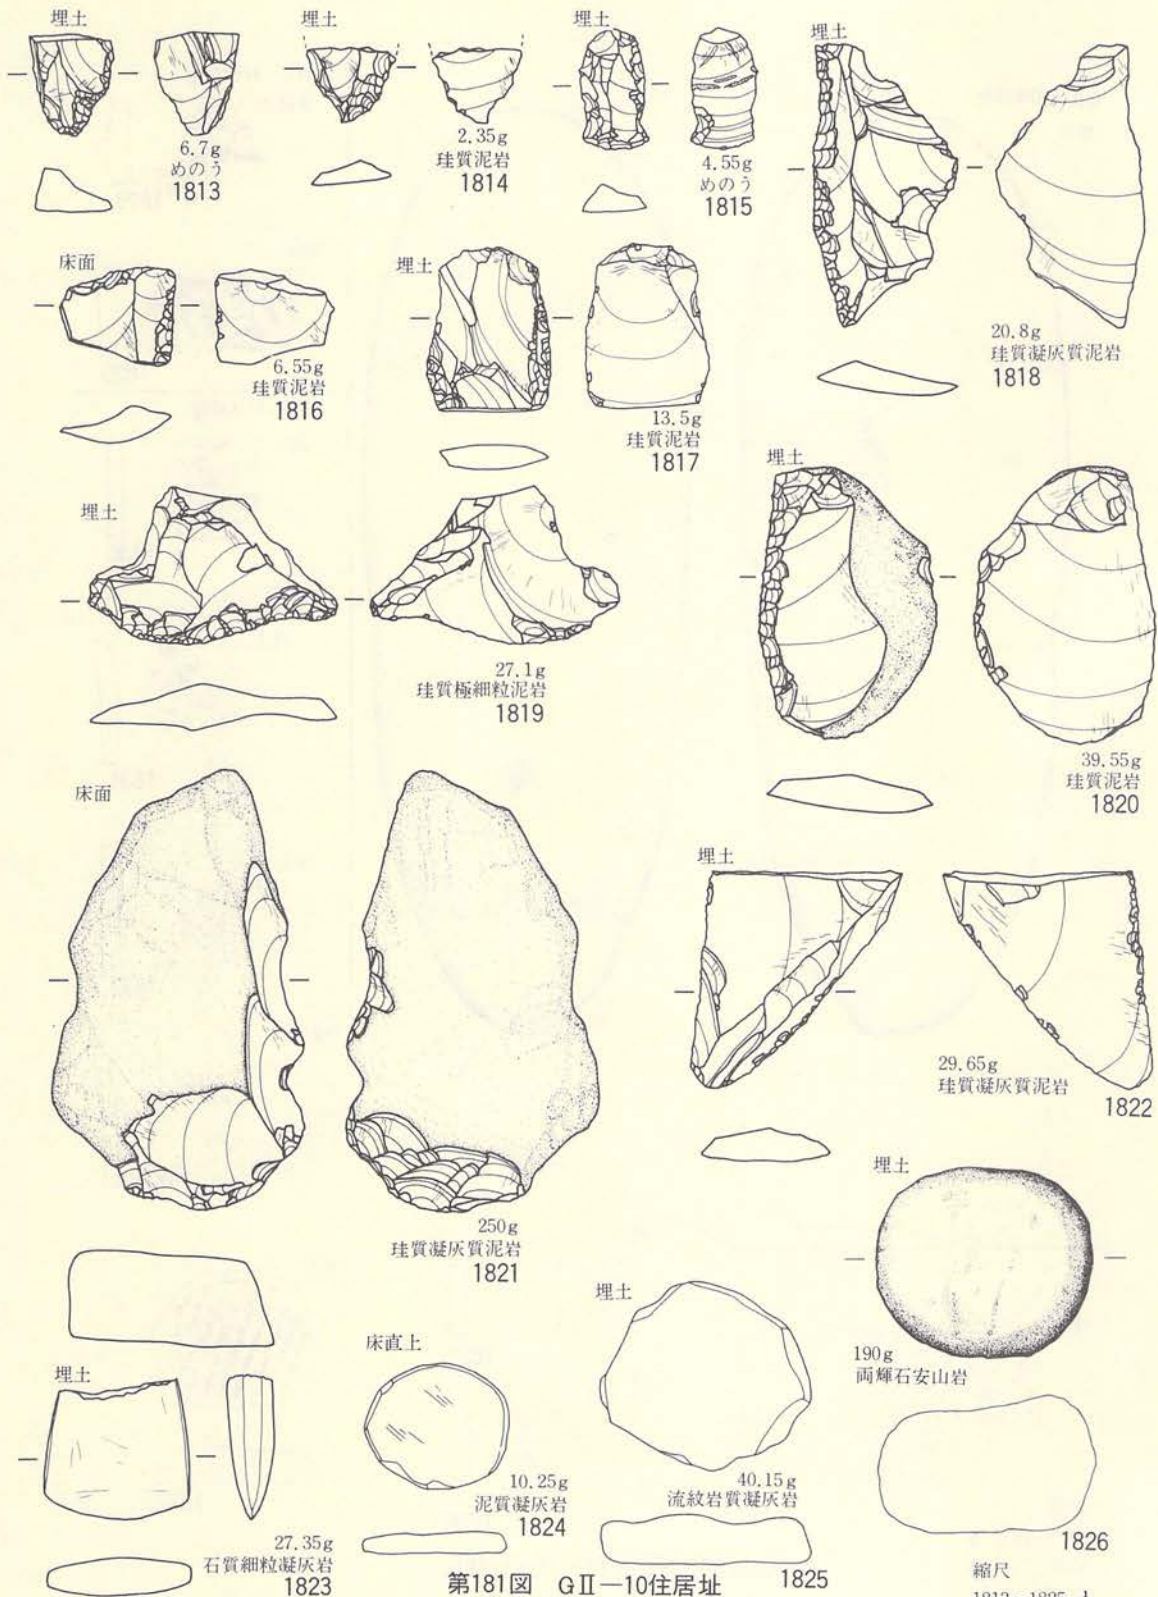 埋土
6.7g
めのう
1813
埋土
2.35g
珪質泥岩
1814
埋土
4.55g
めのう
1815
埋土
20.8g
珪質凝灰質泥岩
1818
床面
6.55g
珪質泥岩
1816
埋土
13.5g
珪質泥岩
1817
埋土
27.1g
珪質極細粒泥岩
1819
埋土
39.55g
珪質泥岩
1820
床面
250g
珪質凝灰質泥岩
1821
埋土
29.65g
珪質凝灰質泥岩
1822
埋土
190g
両輝石安山岩
1826
埋土
27.35g
石質細粒凝灰岩
1823
床直上
10.25g
泥質凝灰岩
1824
埋土
40.15g
流紋岩質凝灰岩
1825
第181図 GⅡ—10住居址
縮尺